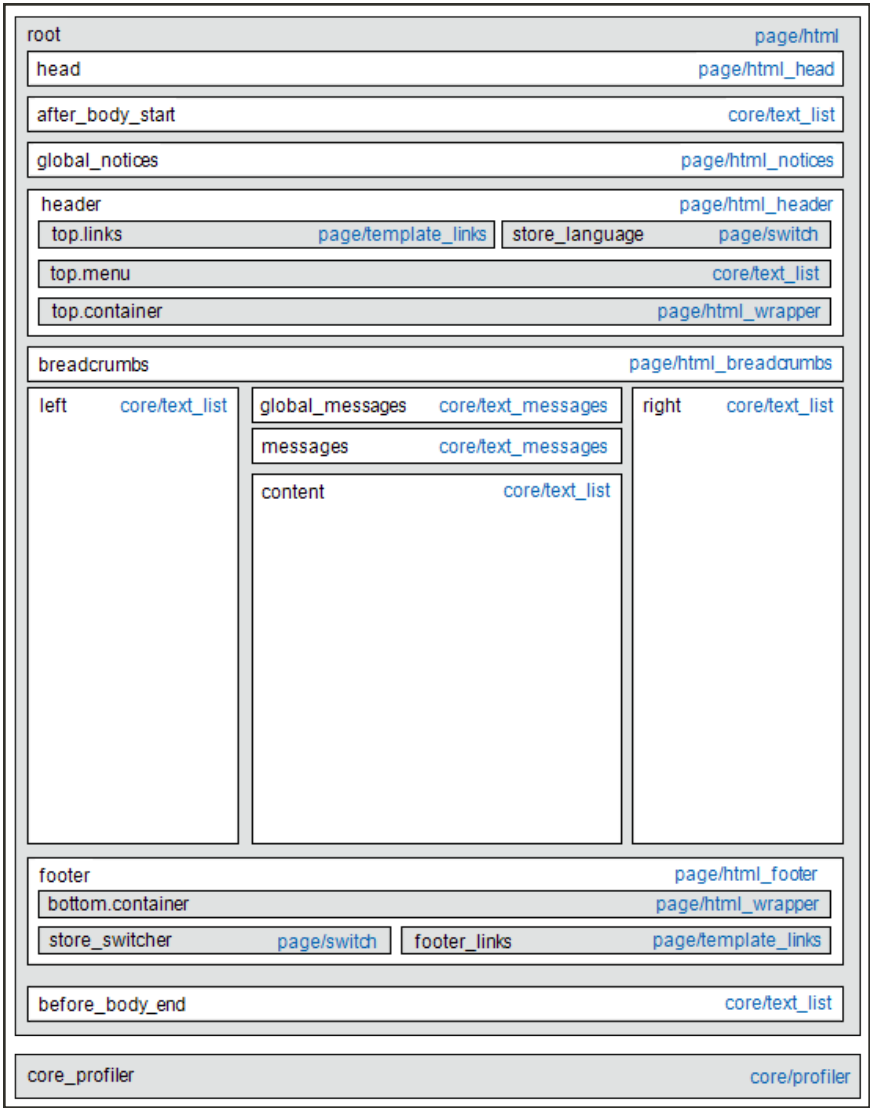 root page/html
head page/html_head
after_body_start core/text_list
global_notices page/html_notices
header page/html_header
top.links page/template_links store_language page/switch
top.menu core/text_list
top.container page/html_wrapper
breadcrumbs page/html_breadcrumbs
left core/text_list global_messages core/text_messages right core/text_list
messages core/text_messages
content core/text_list
footer page/html_footer
bottom.container page/html_wrapper
store_switcher page/switch footer_links page/template_links
before_body_end core/text_list
core_profiler core/profiler